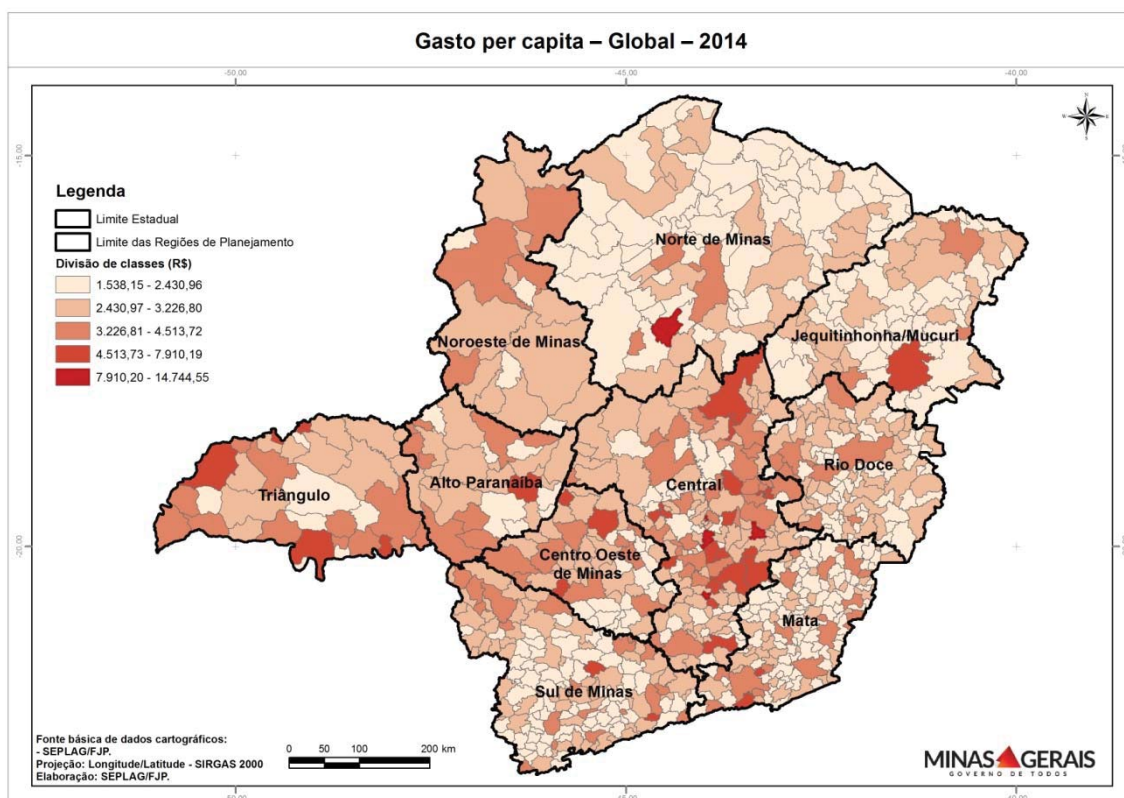 Gasto per capita – Global – 2014
-50,00
-45,00
-40,00
-15,00
Legenda
Limite Estadual
Limite das Regiões de Planejamento
Divisão de classes (R$)
1.538,15 - 2.430,96
2.430,97 - 3.226,80
3.226,81 - 4.513,72
4.513,73 - 7.910,19
7.910,20 - 14.744,55
Norte de Minas
Noroeste de Minas
Jequitinhonha/Mucuri
Triângulo
Alto Paranaíba
Central
Rio Doce
-20,00
Centro Oeste
de Minas
Mata
Sul de Minas
Fonte básica de dados cartográficos:
- SEPLAG/FJP.
Projeção: Longitude/Latitude - SIRGAS 2000
Elaboração: SEPLAG/FJP.
0 50 100 200 km
MINAS GERAIS
GOVERNO DE TODOS